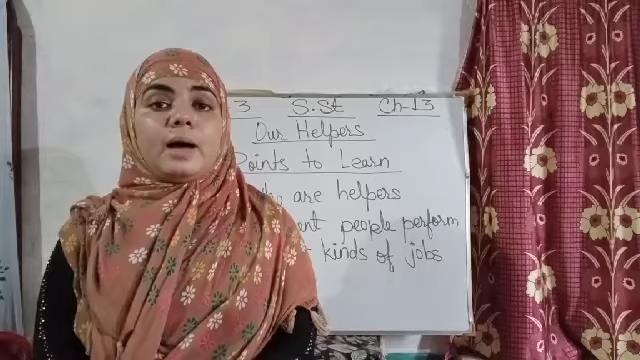 3 S.St Ch-13
Our Helpers
Points to Learn
are helpers
people perform
kinds of jobs